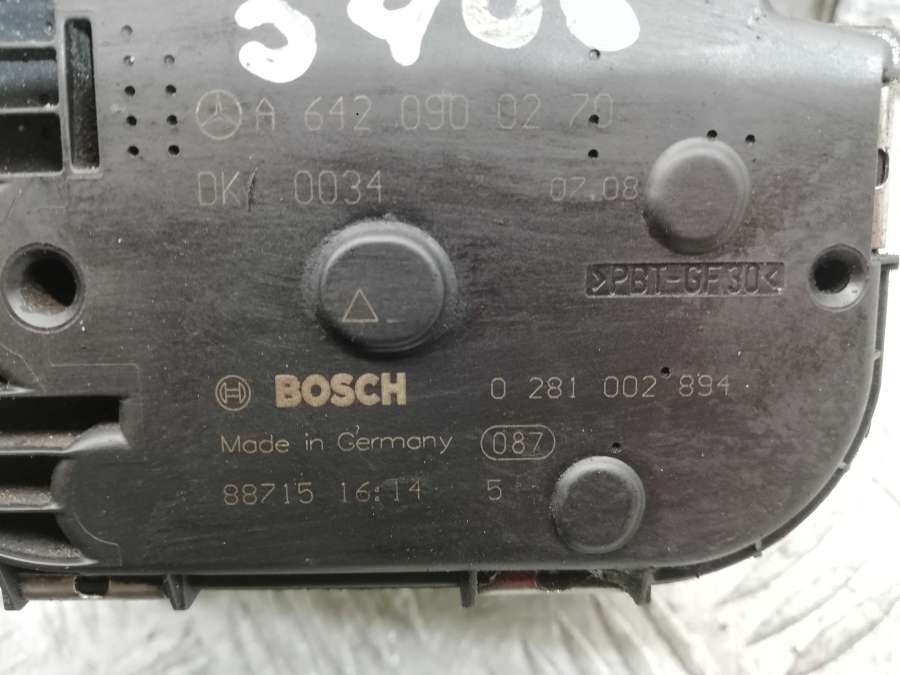 A 642 090 02 70
DK/ 0034 07.08
>PBT-GF30<
BOSCH 0 281 002 894
Made in Germany 087
88715 16:14 5